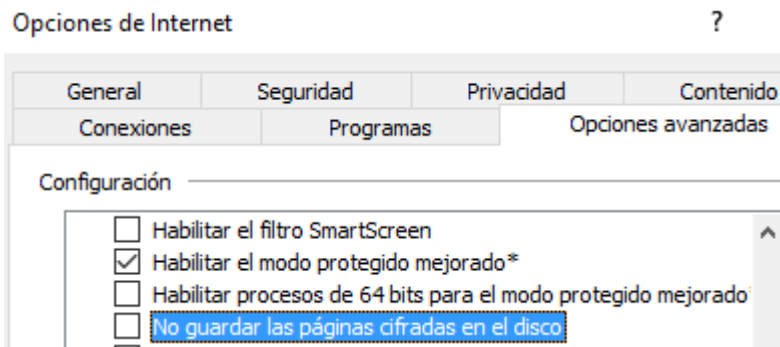 Opciones de Internet ?
General Seguridad Privacidad Contenido
Conexiones Programas Opciones avanzadas
Configuración
Habilitar el filtro SmartScreen
Habilitar el modo protegido mejorado*
Habilitar procesos de 64 bits para el modo protegido mejorado*
No guardar las páginas cifradas en el disco